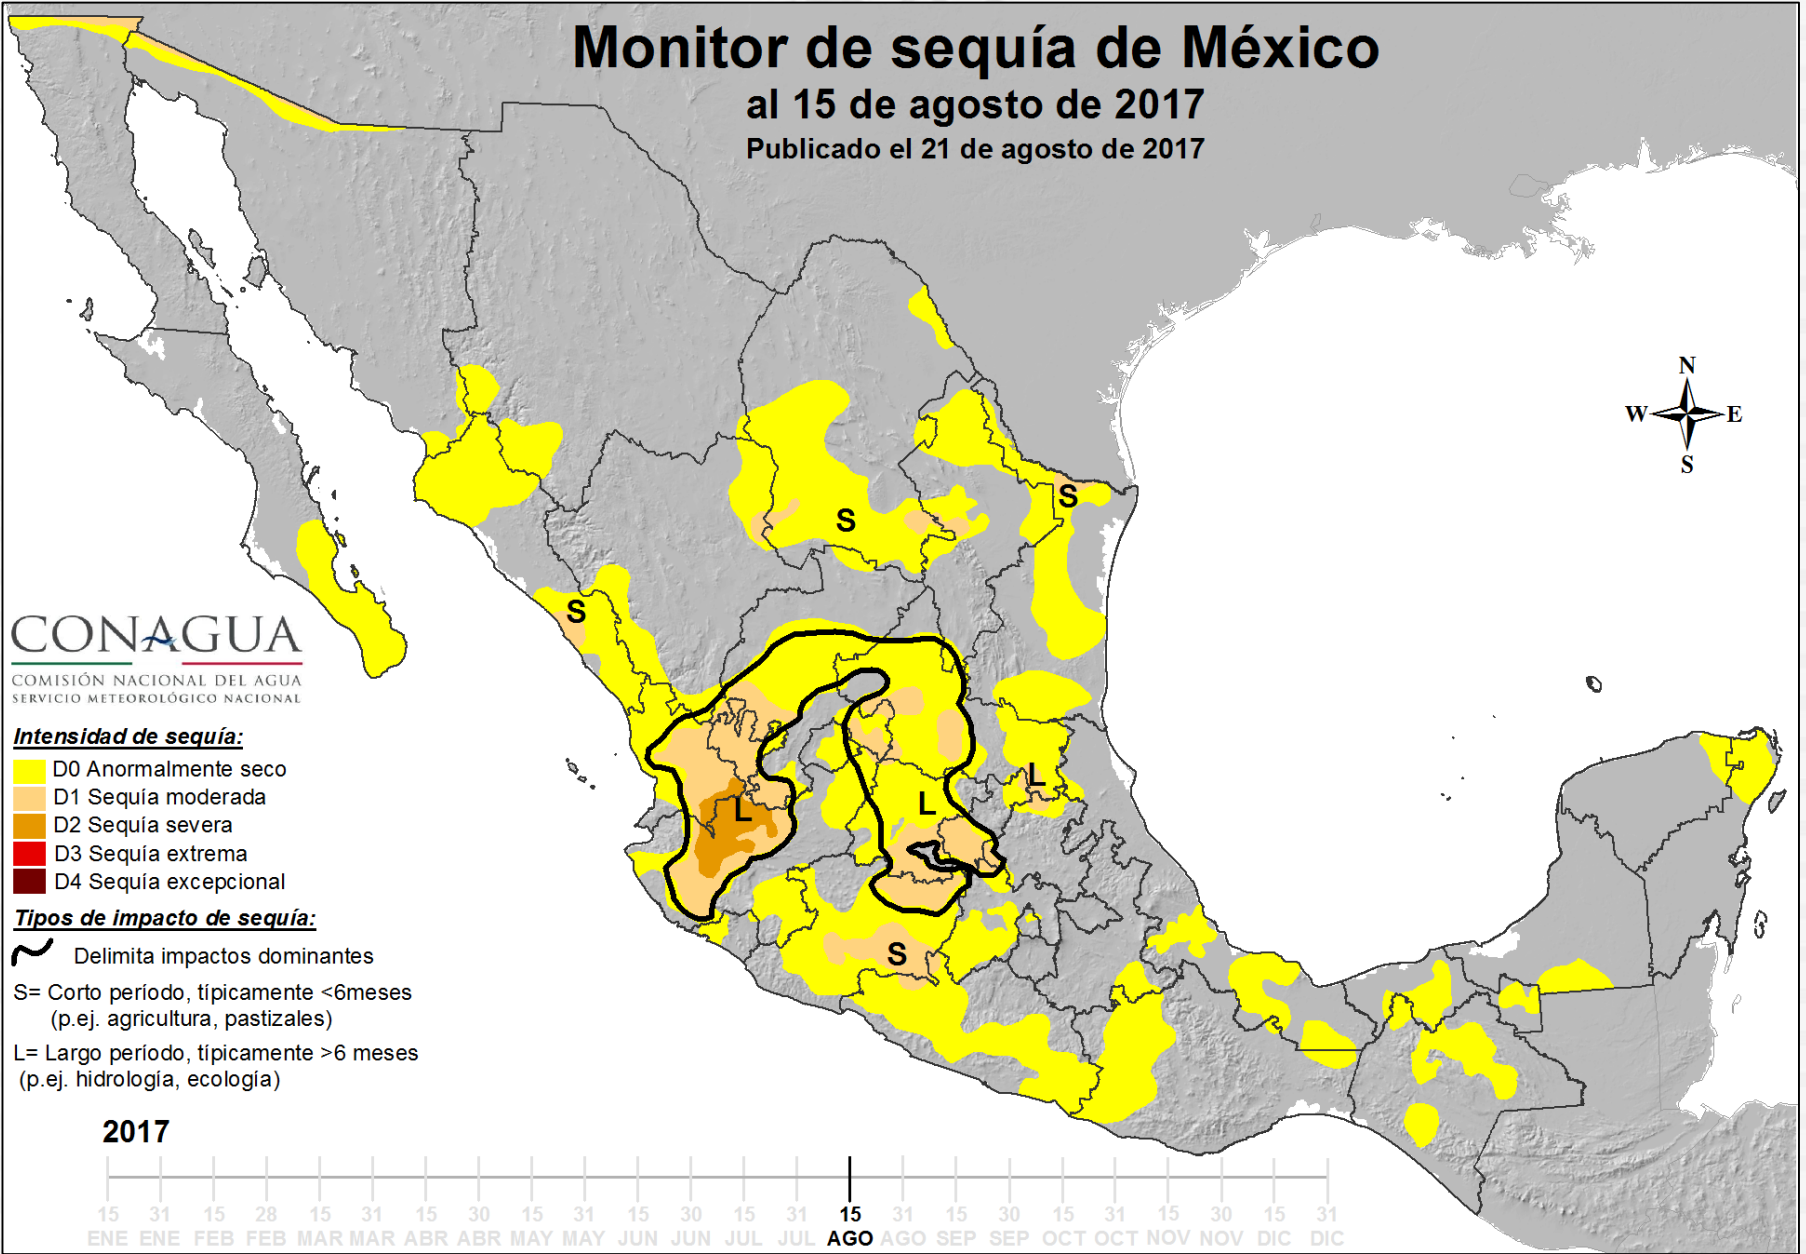 Monitor de sequía de México
al 15 de agosto de 2017
Publicado el 21 de agosto de 2017
N
W E
S
S
S
S
L
L
L
S
CONAGUA
COMISIÓN NACIONAL DEL AGUA
SERVICIO METEOROLÓGICO NACIONAL
Intensidad de sequía:
D0 Anormalmente seco
D1 Sequía moderada
D2 Sequía severa
D3 Sequía extrema
D4 Sequía excepcional
Tipos de impacto de sequía:
Delimita impactos dominantes
S= Corto período, típicamente <6meses
(p.ej. agricultura, pastizales)
L= Largo período, típicamente >6 meses
(p.ej. hidrología, ecología)
2017
15 31 15 28 15 31 15 30 15 31 15 30 15 31 15 31 15 30 15 31 15 30 15 31
ENE ENE FEB FEB MAR MAR ABR ABR MAY MAY JUN JUN JUL JUL AGO AGO SEP SEP OCT OCT NOV NOV DIC DIC